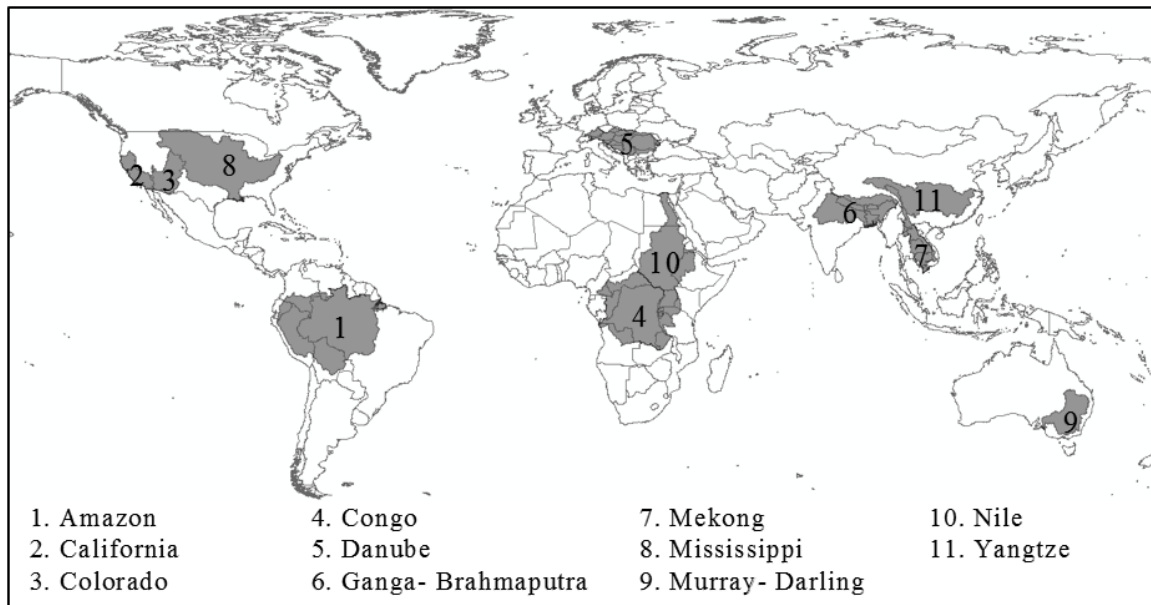 8
5
2
3
11
6
10
7
4
1
9
1. Amazon
2. California
3. Colorado
4. Congo
5. Danube
6. Ganga- Brahmaputra
7. Mekong
8. Mississippi
9. Murray- Darling
10. Nile
11. Yangtze